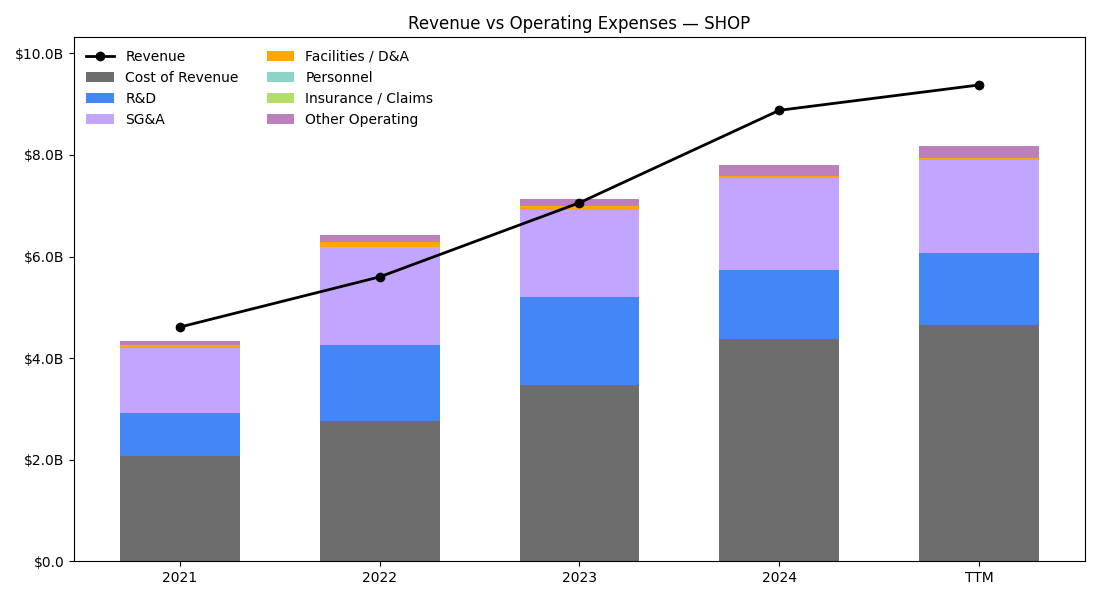 Revenue vs Operating Expenses — SHOP
$10.0B
$8.0B
$6.0B
$4.0B
$2.0B
$0.0
Revenue
Cost of Revenue
R&D
SG&A
Facilities / D&A
Personnel
Insurance / Claims
Other Operating
2021
2022
2023
2024
TTM